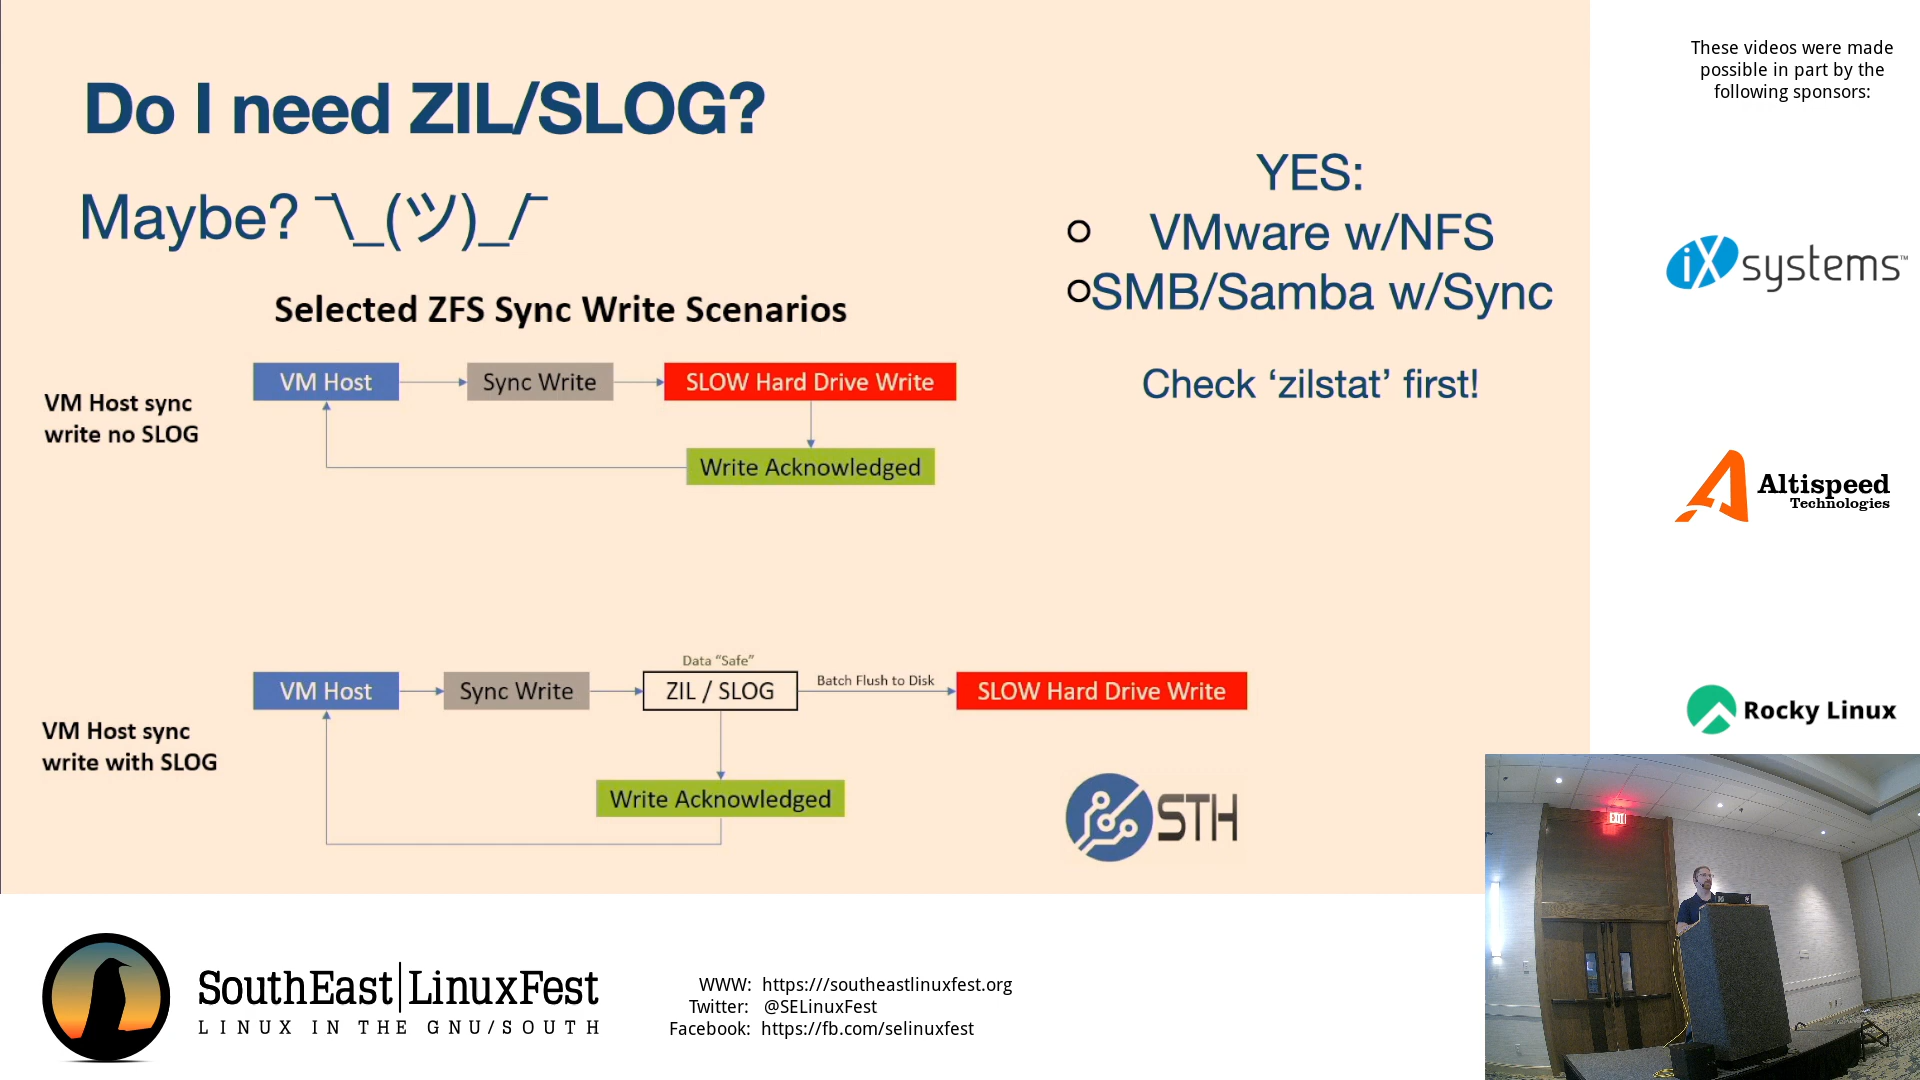 Do I need ZIL/SLOG?
Maybe? ¯\_(ツ)_/¯
YES:
VMware w/NFS
SMB/Samba w/Sync
Check ‘zilstat’ first!
Selected ZFS Sync Write Scenarios
VM Host sync
write no SLOG
VM Host
Sync Write
SLOW Hard Drive Write
Write Acknowledged
VM Host sync
write with SLOG
VM Host
Sync Write
Data “Safe”
ZIL / SLOG
Batch Flush to Disk
SLOW Hard Drive Write
Write Acknowledged
STH
These videos were made
possible in part by the
following sponsors:
iXsystems™
Altispeed
Technologies
Rocky Linux
EXIT
SouthEast|LinuxFest
LINUX IN THE GNU/SOUTH
WWW: https:///southeastlinuxfest.org
Twitter: @SELinuxFest
Facebook: https://fb.com/selinuxfest